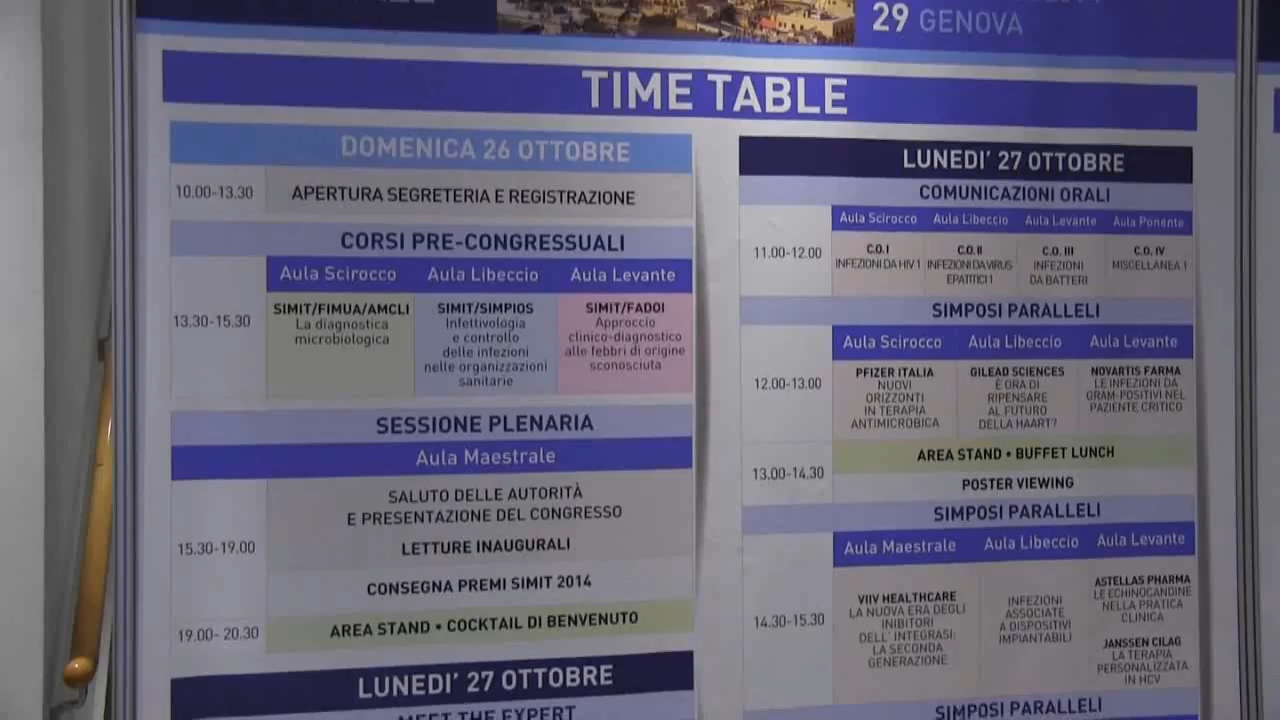 29 GENOVA
TIME TABLE
DOMENICA 26 OTTOBRE
10.00-13.30 APERTURA SEGRETERIA E REGISTRAZIONE
CORSI PRE-CONGRESSUALI
Aula Scirocco Aula Libeccio Aula Levante
13.30-15.30
SIMIT/FIMUA/AMCLI
La diagnostica
microbiologica
SIMIT/SIMPIOS
Infettivologia
e controllo
delle infezioni
nelle organizzazioni
sanitarie
SIMIT/FADOI
Approccio
clinico-diagnostico
alle febbri di origine
sconosciuta
SESSIONE PLENARIA
Aula Maestrale
15.30-19.00
SALUTO DELLE AUTORITÀ
E PRESENTAZIONE DEL CONGRESSO
LETTURE INAUGURALI
CONSEGNA PREMI SIMIT 2014
19.00-20.30 AREA STAND • COCKTAIL DI BENVENUTO
LUNEDI' 27 OTTOBRE
MEET THE EXPERT
LUNEDI' 27 OTTOBRE
COMUNICAZIONI ORALI
Aula Scirocco Aula Libeccio Aula Levante Aula Ponente
11.00-12.00
C.O. I
INFEZIONI DA HIV 1
C.O. II
INFEZIONI DA VIRUS
EPATITICI 1
C.O. III
INFEZIONI
DA BATTERI
C.O. IV
MISCELLANEA 1
SIMPOSI PARALLELI
Aula Scirocco Aula Libeccio Aula Levante
12.00-13.00
PFIZER ITALIA
NUOVI
ORIZZONTI
IN TERAPIA
ANTIMICROBICA
GILEAD SCIENCES
È ORA DI
RIPENSARE
AL FUTURO
DELLA HAART?
NOVARTIS FARMA
LE INFEZIONI DA
GRAM-POSITIVI NEL
PAZIENTE CRITICO
13.00-14.30
AREA STAND • BUFFET LUNCH
POSTER VIEWING
SIMPOSI PARALLELI
Aula Maestrale Aula Libeccio Aula Levante
14.30-15.30
VIIV HEALTHCARE
LA NUOVA ERA DEGLI
INIBITORI
DELL' INTEGRASI:
LA SECONDA
GENERAZIONE
INFEZIONI
ASSOCIATE
A DISPOSITIVI
IMPIANTABILI
ASTELLAS PHARMA
LE ECHINOCANDINE
NELLA PRATICA
CLINICA
JANSSEN CILAG
LA TERAPIA
PERSONALIZZATA
IN HCV
SIMPOSI PARALLELI